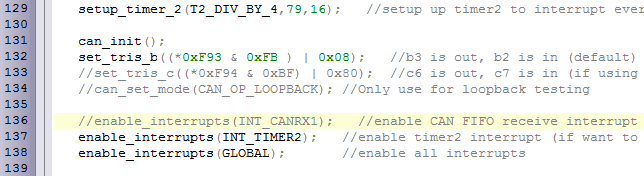 129 setup_timer_2(T2_DIV_BY_4,79,16); //setup up timer2 to interrupt ever
130
131 can_init();
132 set_tris_b((*0xF93 & 0xFB ) | 0x08); //b3 is out, b2 is in (default)
133 //set_tris_c((*0xF94 & 0xBF) | 0x80); //c6 is out, c7 is in (if using
134 //can_set_mode(CAN_OP_LOOPBACK); //Only use for loopback testing
135
136 //enable_interrupts(INT_CANRX1); //enable CAN FIFO receive interrupt
137 enable_interrupts(INT_TIMER2); //enable timer2 interrupt (if want to
138 enable_interrupts(GLOBAL); //enable all interrupts
139